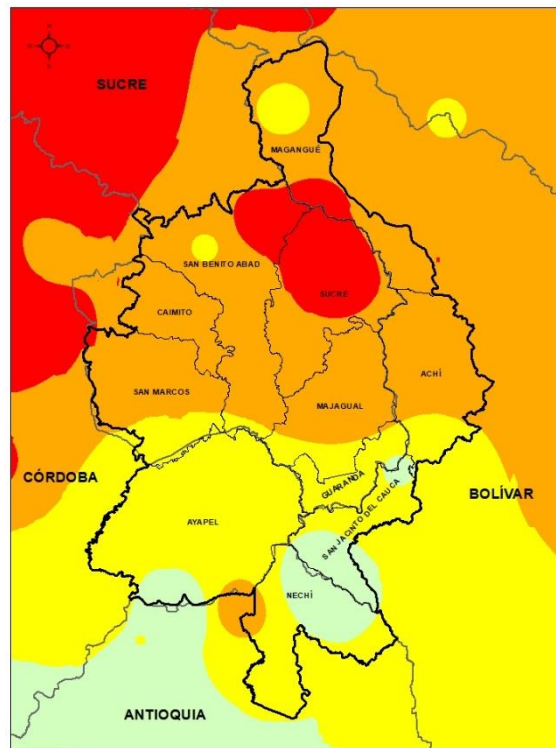 SUCRE
MAGANGUÉ
SAN BENITO ABAD
SUCRE
CAIMITO
ACHÍ
SAN MARCOS
MAJAGUAL
CÓRDOBA
GUARANDA
BOLÍVAR
AYAPEL
SAN JACINTO DEL CAUCA
NECHÍ
ANTIOQUIA